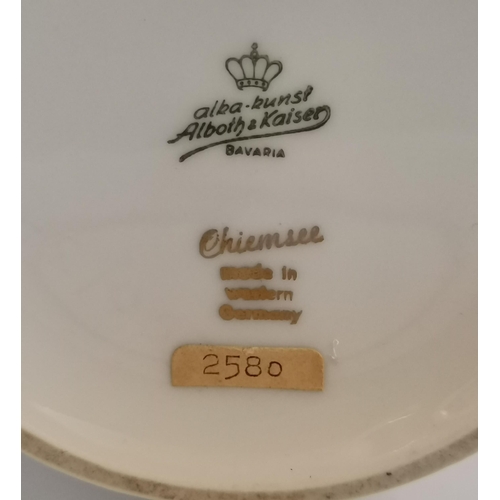 alka-kunst
Alboth & Kaiser
BAVARIA
Chiemsee
made in
western
Germany
2580